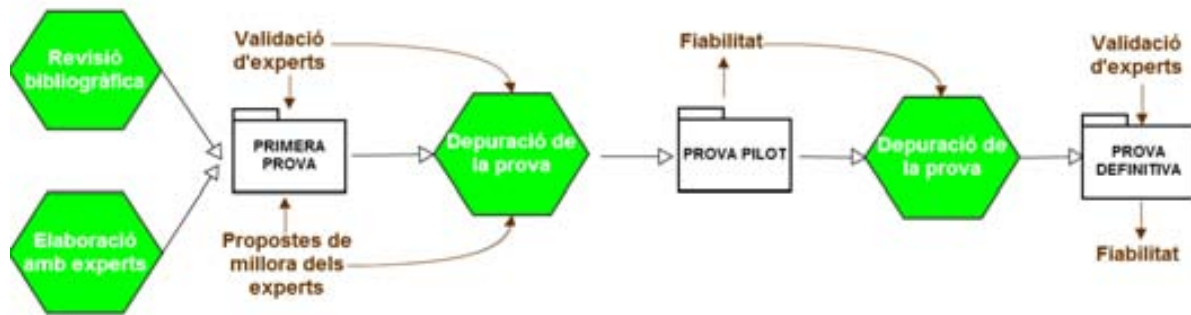 Revisió
bibliogràfica
Validació
d'experts
PRIMERA
PROVA
Elaboració
amb experts
Propostes de
millora dels
experts
Depuració de
la prova
Fiabilitat
PROVA PILOT
Depuració de
la prova
Validació
d'experts
PROVA
DEFINITIVA
Fiabilitat